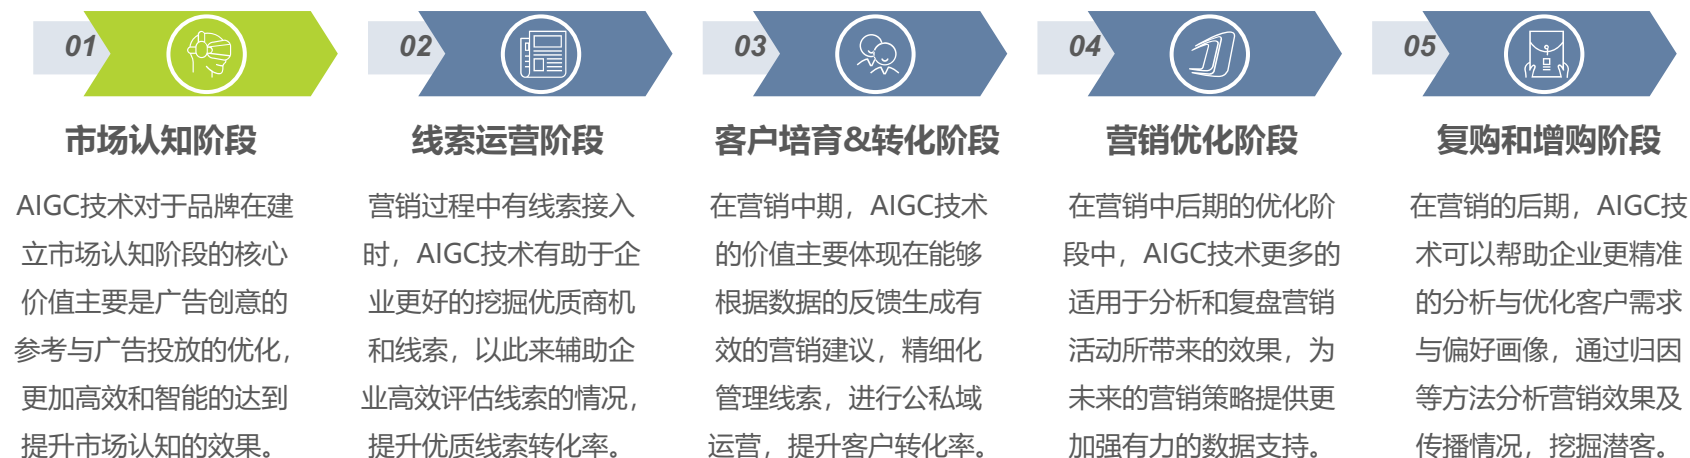 01
市场认知阶段
AIGC技术对于品牌在建
立市场认知阶段的核心
价值主要是广告创意的
参考与广告投放的优化，
更加高效和智能的达到
提升市场认知的效果。
02
线索运营阶段
营销过程中有线索接入
时，AIGC技术有助于企
业更好的挖掘优质商机
和线索，以此来辅助企
业高效评估线索的情况，
提升优质线索转化率。
03
客户培育&转化阶段
在营销中期，AIGC技术
的价值主要体现在能够
根据数据的反馈生成有
效的营销建议，精细化
管理线索，进行公私域
运营，提升客户转化率。
04
营销优化阶段
在营销中后期的优化阶
段中，AIGC技术更多的
适用于分析和复盘营销
活动所带来的效果，为
未来的营销策略提供更
加强有力的数据支持。
05
复购和增购阶段
在营销的后期，AIGC技
术可以帮助企业更精准
的分析与优化客户需求
与偏好画像，通过归因
等方法分析营销效果及
传播情况，挖掘潜客。